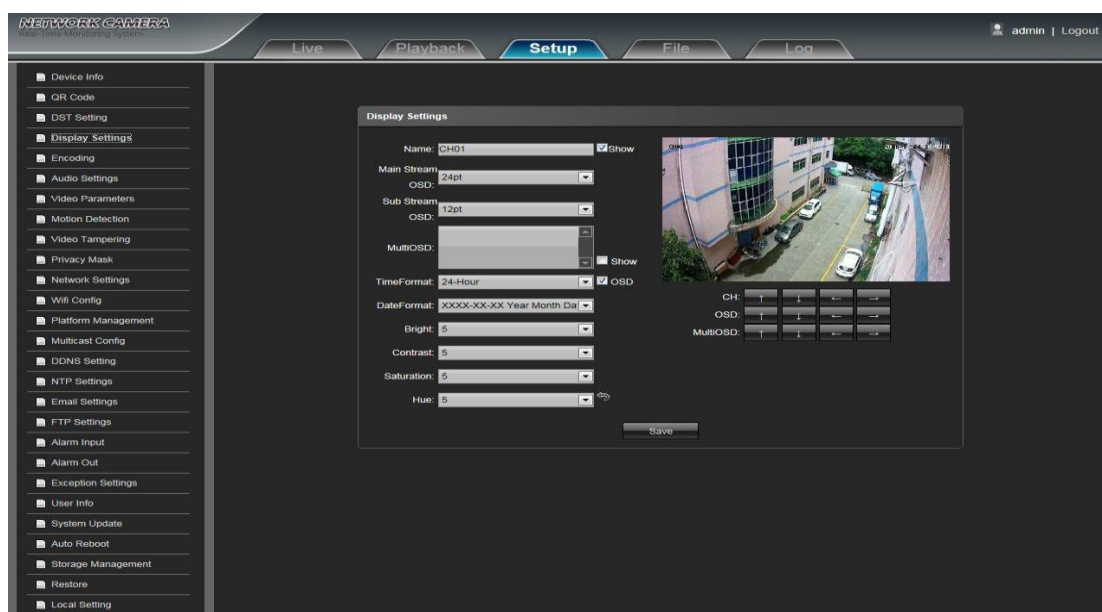 NETWORK CAMERA
Real-Time Monitoring System
Live
Playback
Setup
File
Log
admin | Logout
Device Info
QR Code
DST Setting
Display Settings
Encoding
Audio Settings
Video Parameters
Motion Detection
Video Tampering
Privacy Mask
Network Settings
Wifi Config
Platform Management
Multicast Config
DDNS Setting
NTP Settings
Email Settings
FTP Settings
Alarm Input
Alarm Out
Exception Settings
User Info
System Update
Auto Reboot
Storage Management
Restore
Local Setting
Display Settings
Name: CH01 Show
Main Stream OSD: 24pt
Sub Stream OSD: 12pt
MultiOSD: Show
TimeFormat: 24-Hour OSD
DateFormat: XXXX-XX-XX Year Month Da
Bright: 5
Contrast: 5
Saturation: 5
Hue: 5
CH01
CH: ↑ ↓ ← →
OSD: ↑ ↓ ← →
MultiOSD: ↑ ↓ ← →
Save